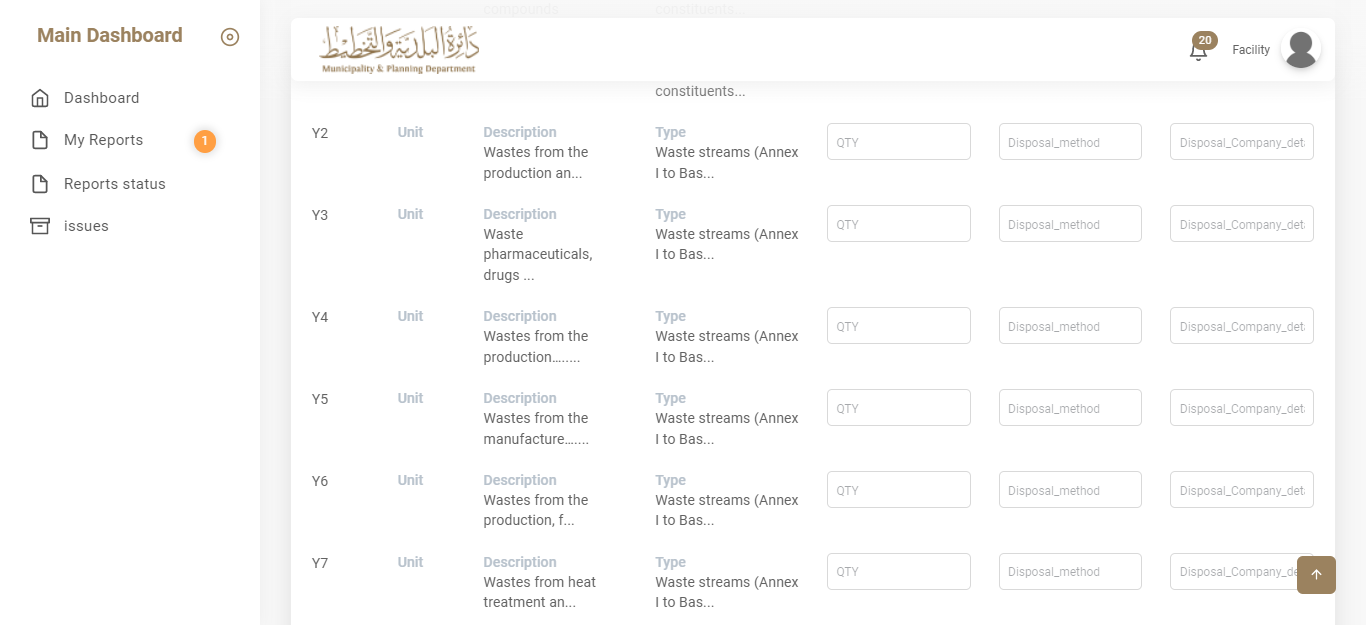 Main Dashboard
Dashboard
My Reports
1
Reports status
issues
compounds
constituents
دائرة البلدية والتخطيط
Municipality & Planning Department
20
Facility
constituents...
Y2
Unit
Description
Wastes from the
production an...
Type
Waste streams (Annex
I to Bas...
QTY
Disposal_method
Disposal_Company_deta
Y3
Unit
Description
Waste
pharmaceuticals,
drugs ...
Type
Waste streams (Annex
I to Bas...
QTY
Disposal_method
Disposal_Company_deta
Y4
Unit
Description
Wastes from the
production….....
Type
Waste streams (Annex
I to Bas...
QTY
Disposal_method
Disposal_Company_deta
Y5
Unit
Description
Wastes from the
manufacture…....
Type
Waste streams (Annex
I to Bas...
QTY
Disposal_method
Disposal_Company_deta
Y6
Unit
Description
Wastes from the
production, f...
Type
Waste streams (Annex
I to Bas...
QTY
Disposal_method
Disposal_Company_deta
Y7
Unit
Description
Wastes from heat
treatment an...
Type
Waste streams (Annex
I to Bas...
QTY
Disposal_method
Disposal_Company_de